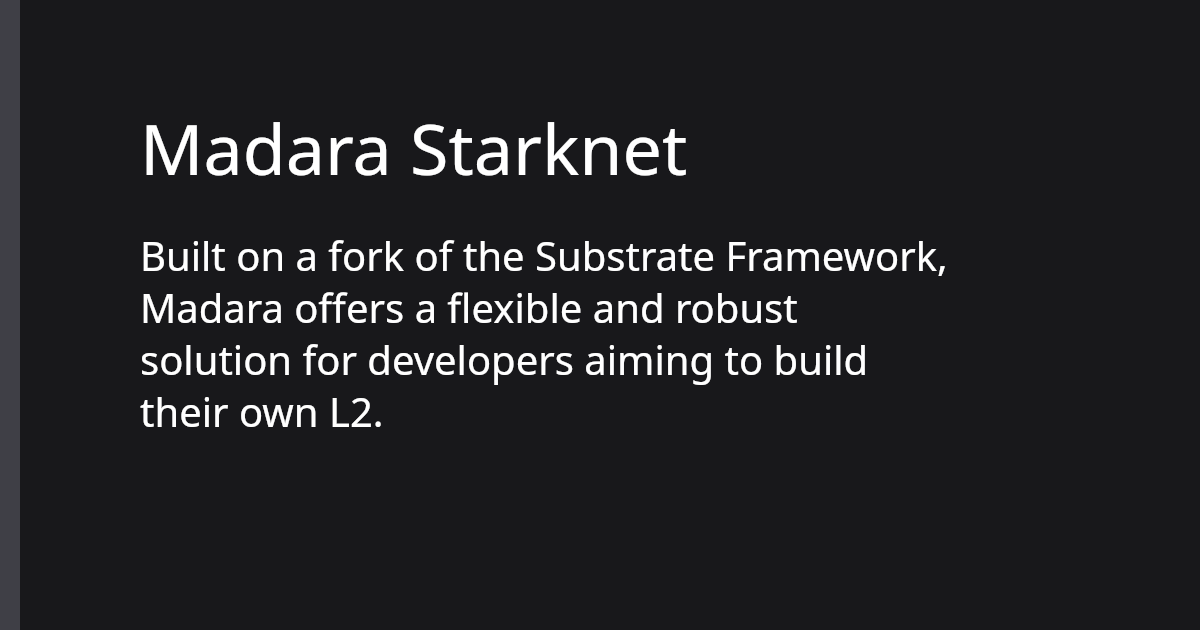 Madara Starknet
Built on a fork of the Substrate Framework,
Madara offers a flexible and robust
solution for developers aiming to build
their own L2.